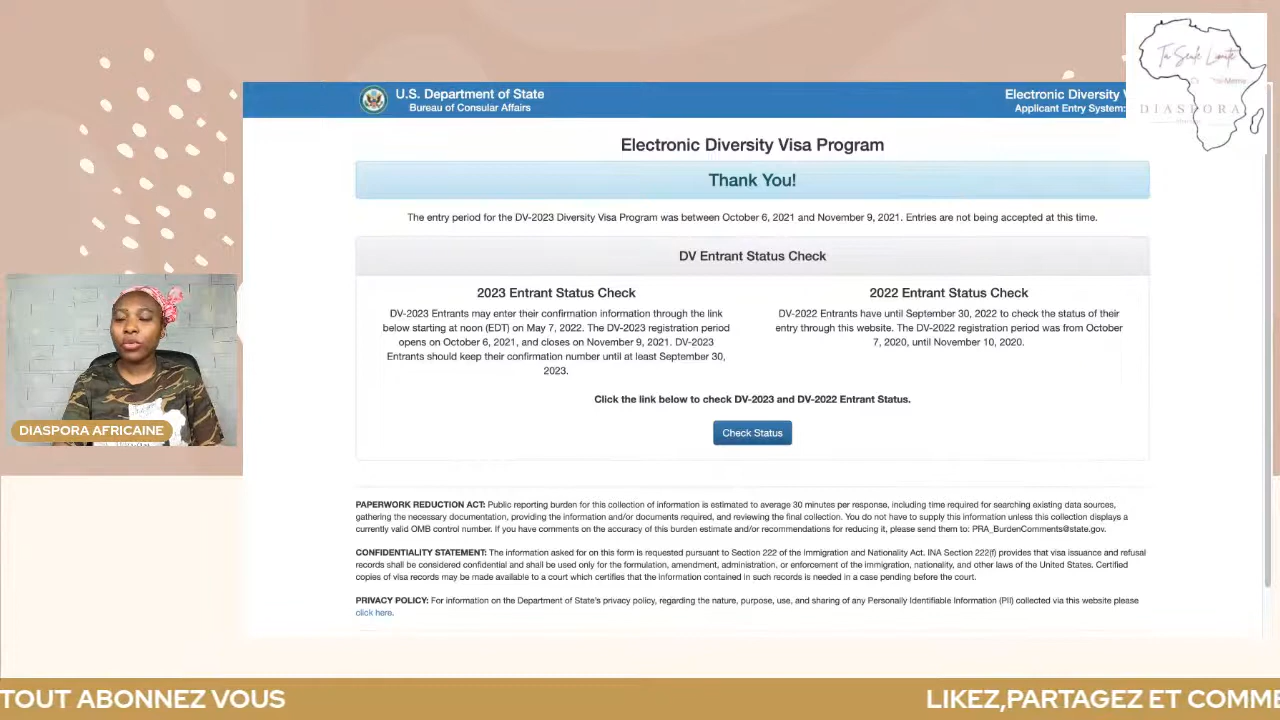 U.S. Department of State
Bureau of Consular Affairs
Electronic Diversity
Applicant Entry System:
Ta Seule Limite
DIASPORA
Electronic Diversity Visa Program
Thank You!
The entry period for the DV-2023 Diversity Visa Program was between October 6, 2021 and November 9, 2021. Entries are not being accepted at this time.
DV Entrant Status Check
2023 Entrant Status Check
DV-2023 Entrants may enter their confirmation information through the link
below starting at noon (EDT) on May 7, 2022. The DV-2023 registration period
opens on October 6, 2021, and closes on November 9, 2021. DV-2023
Entrants should keep their confirmation number until at least September 30,
2023.
2022 Entrant Status Check
DV-2022 Entrants have until September 30, 2022 to check the status of their
entry through this website. The DV-2022 registration period was from October
7, 2020, until November 10, 2020.
Click the link below to check DV-2023 and DV-2022 Entrant Status.
Check Status
DIASPORA AFRICAINE
PAPERWORK REDUCTION ACT: Public reporting burden for this collection of information is estimated to average 30 minutes per response, including time required for searching existing data sources,
gathering the necessary documentation, providing the information and/or documents required, and reviewing the final collection. You do not have to supply this information unless this collection displays a
currently valid OMB control number. If you have comments on the accuracy of this burden estimate and/or recommendations for reducing it, please send them to: PRA_BurdenComments@state.gov.
CONFIDENTIALITY STATEMENT: The information asked for on this form is requested pursuant to Section 222 of the Immigration and Nationality Act. INA Section 222(f) provides that visa issuance and refusal
records shall be considered confidential and shall be used only for the formulation, amendment, administration, or enforcement of the immigration, nationality, and other laws of the United States. Certified
copies of visa records may be made available to a court which certifies that the information contained in such records is needed in a case pending before the court.
PRIVACY POLICY: For information on the Department of State's privacy policy, regarding the nature, purpose, use, and sharing of any Personally Identifiable Information (PII) collected via this website please
click here.
TOUT ABONNEZ VOUS
LIKEZ,PARTAGEZ ET COMME